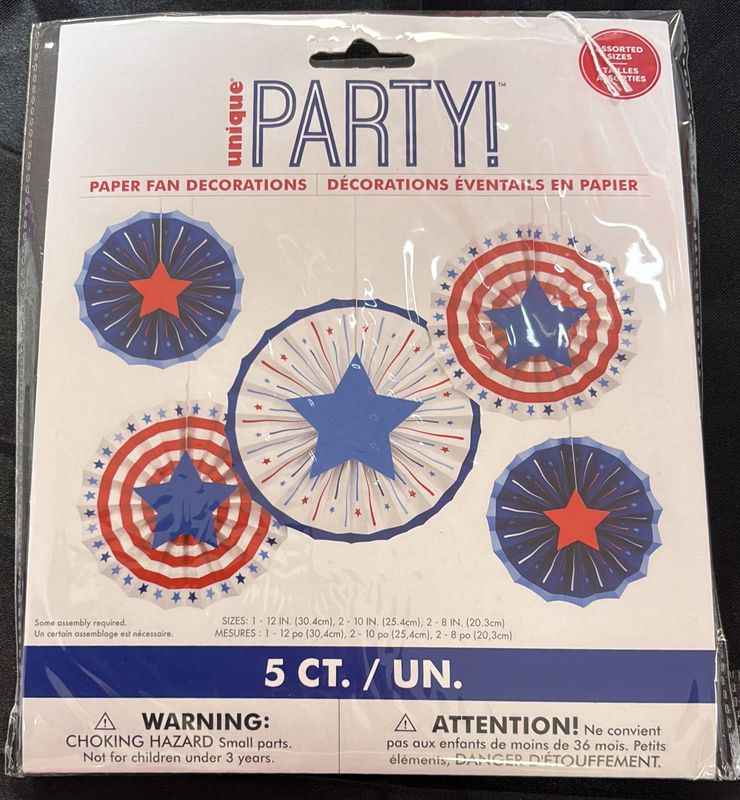 ASSORTED
SIZES
TAILLES
ASSORTIES
unique®
PARTY!™
PAPER FAN DECORATIONS | DÉCORATIONS ÉVENTAILS EN PAPIER
Some assembly required.
Un certain assemblage est nécessaire.
SIZES: 1 - 12 IN. (30.4cm), 2 - 10 IN. (25.4cm), 2 - 8 IN. (20.3cm)
MESURES : 1 - 12 po (30,4cm), 2 - 10 po (25,4cm), 2 - 8 po (20,3cm)
5 CT. / UN.
⚠ WARNING:
CHOKING HAZARD Small parts.
Not for children under 3 years.
⚠ ATTENTION! Ne convient
pas aux enfants de moins de 36 mois. Petits
éléments, DANGER D'ÉTOUFFEMENT.